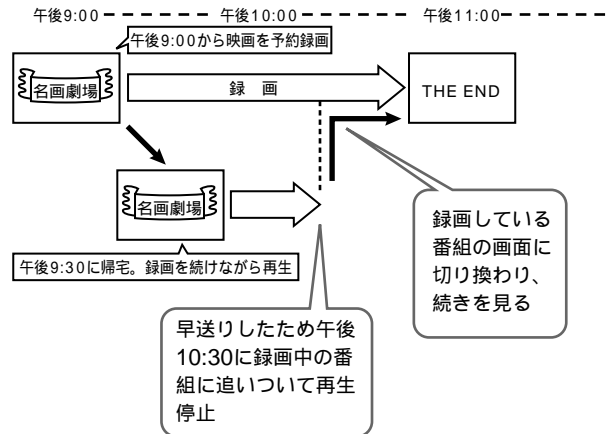 午後9:00 午後10:00 午後11:00
午後9:00から映画を予約録画
名画劇場
録 画
THE END
名画劇場
午後9:30に帰宅。録画を続けながら再生
録画している
番組の画面に
切り換わり、
続きを見る
早送りしたため午後
10:30に録画中の番
組に追いついて再生
停止